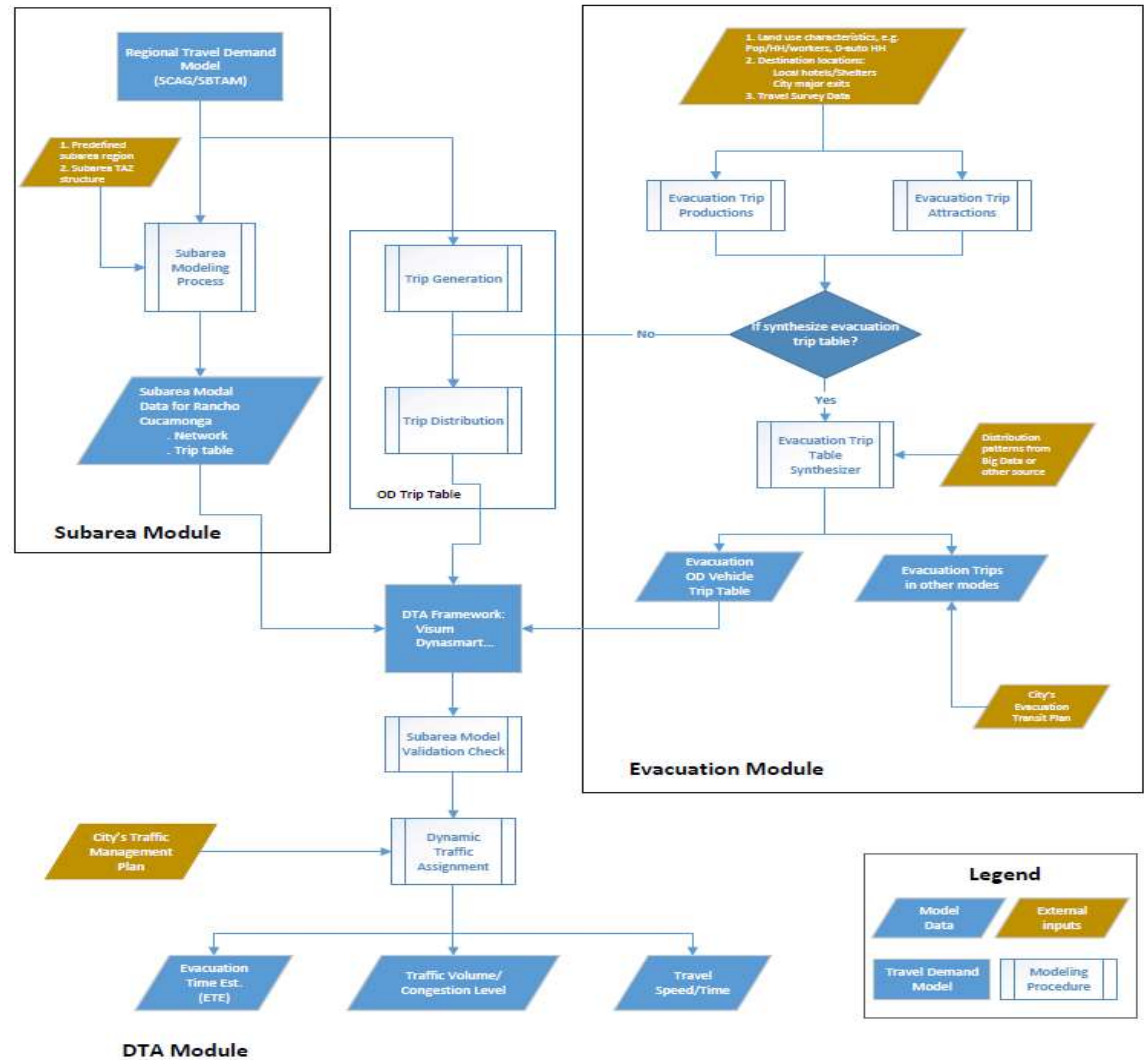 Regional Travel Demand
Model
(SCAG/SBTAM)
1. Predefined
subarea region
2. Subarea TAZ
structure
Subarea
Modeling
Process
Subarea Modal
Data for Rancho
Cucamonga
. Network
. Trip table
Subarea Module
Trip Generation
Trip Distribution
OD Trip Table
1. Land use characteristics, e.g.
Pop/HH/workers, 0-auto HH
2. Destination locations:
Local hotels/Shelters
City major exits
3. Travel Survey Data
Evacuation Trip
Productions
Evacuation Trip
Attractions
If synthesize evacuation
trip table?
No
Yes
Evacuation Trip
Table
Synthesizer
Distribution
patterns from
Big Data or
other source
Evacuation
OD Vehicle
Trip Table
Evacuation Trips
in other modes
City's
Evacuation
Transit Plan
Evacuation Module
DTA Framework:
Visum
Dynasmart...
Subarea Model
Validation Check
City's Traffic
Management
Plan
Dynamic
Traffic
Assignment
Evacuation
Time Est.
(ETE)
Traffic Volume/
Congestion Level
Travel
Speed/Time
DTA Module
Legend
Model
Data
External
inputs
Travel Demand
Model
Modeling
Procedure